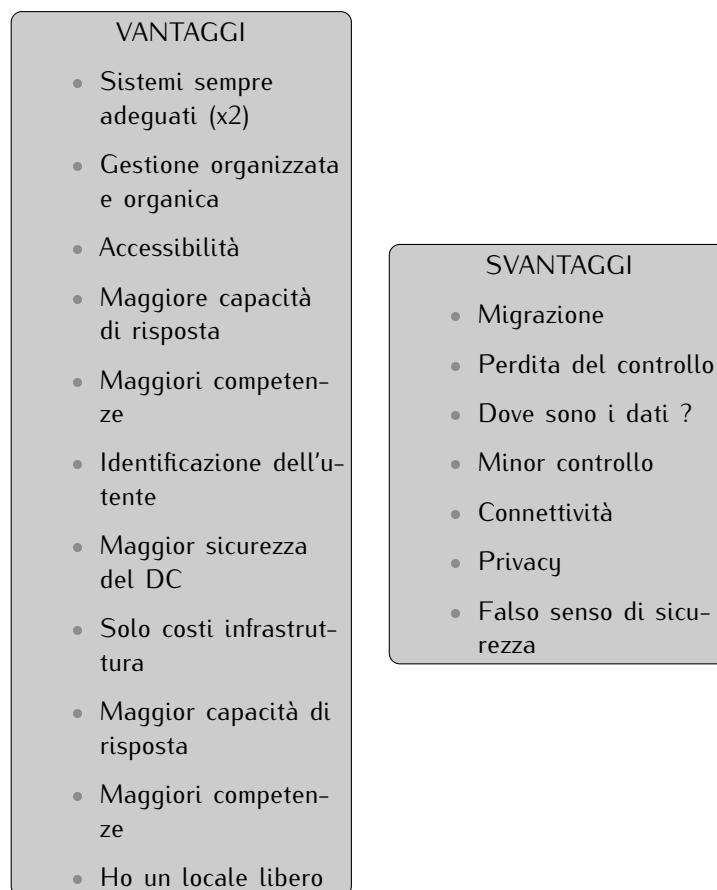 VANTAGGI
Sistemi sempre
adeguati (x2)
Gestione organizzata
e organica
Accessibilità
Maggiore capacità
di risposta
Maggiori competen-
ze
Identificazione dell'u-
tente
Maggior sicurezza
del DC
Solo costi infrastrut-
tura
Maggior capacità di
risposta
Maggiori competen-
ze
Ho un locale libero
SVANTAGGI
Migrazione
Perdita del controllo
Dove sono i dati ?
Minor controllo
Connettività
Privacy
Falso senso di sicu-
rezza